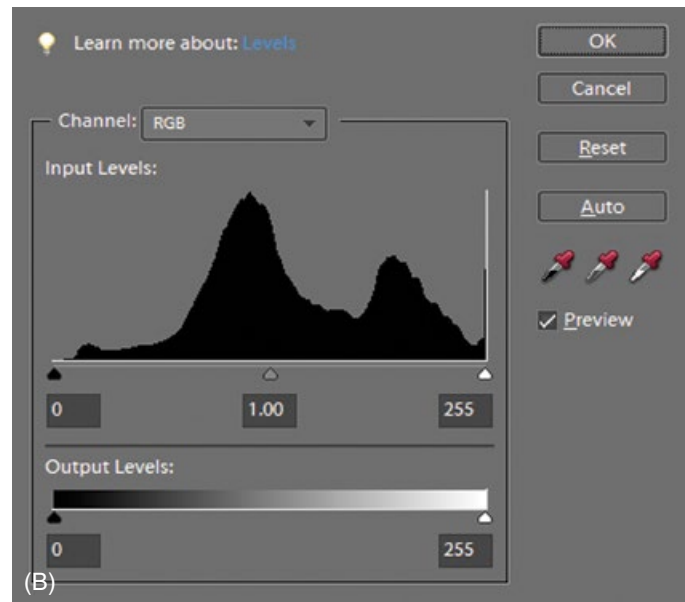 Learn more about: Levels
OK
Cancel
Channel: RGB
Reset
Input Levels:
Auto
Preview
0 1.00 255
Output Levels:
0 255
(B)